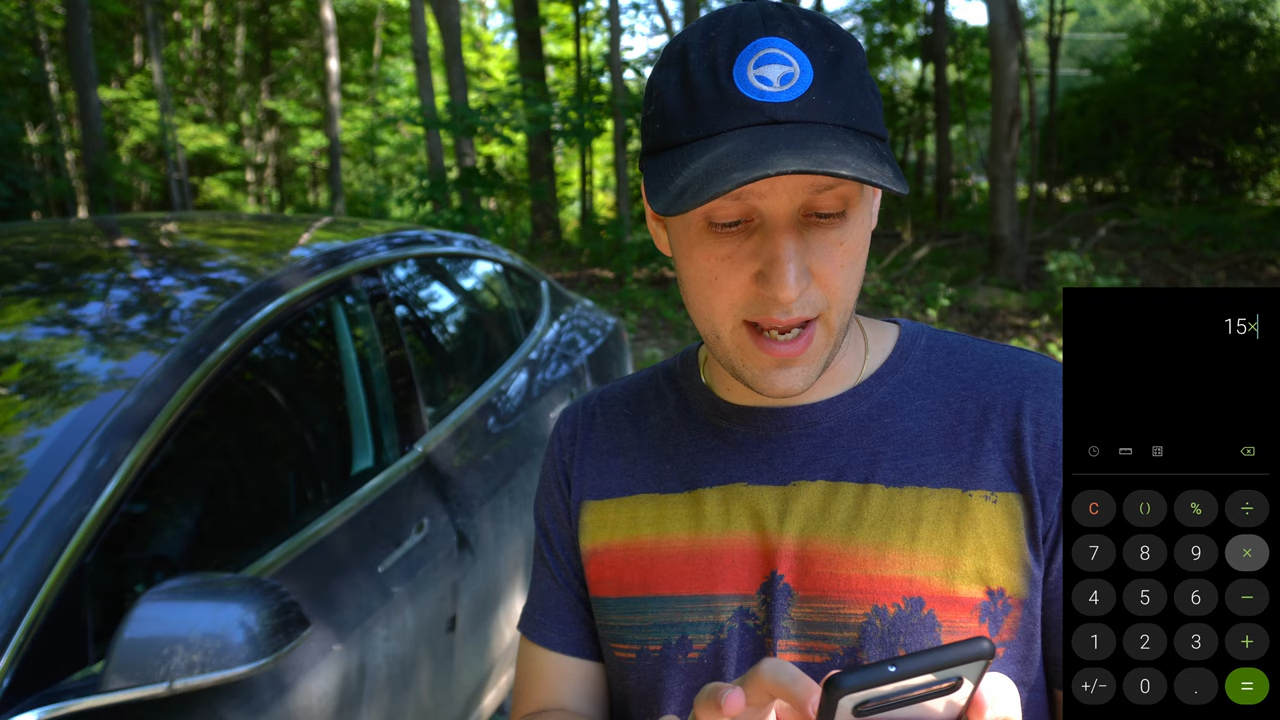 15×
C () % ÷
7 8 9 ×
4 5 6 −
1 2 3 +
+/− 0 . =